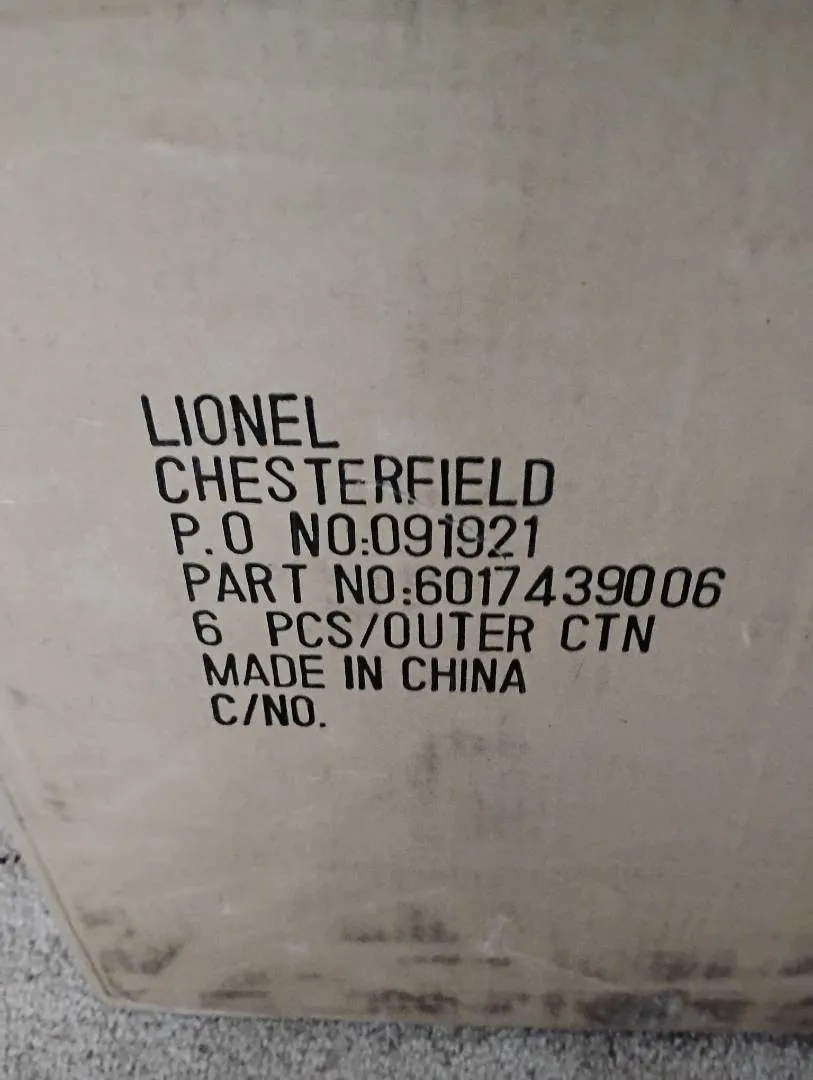 LIONEL
CHESTERFIELD
P.O NO:091921
PART NO:6017439006
6 PCS/OUTER CTN
MADE IN CHINA
C/NO.